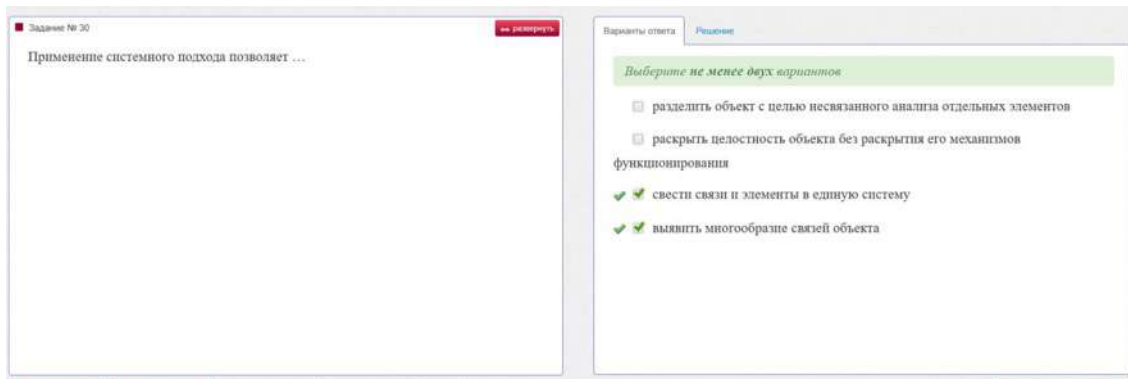 Задание № 30
развернуть
Применение системного подхода позволяет …
Варианты ответа
Решение
Выберите не менее двух вариантов
разделить объект с целью несвязанного анализа отдельных элементов
раскрыть целостность объекта без раскрытия его механизмов
функционирования
свести связи и элементы в единую систему
выявить многообразие связей объекта